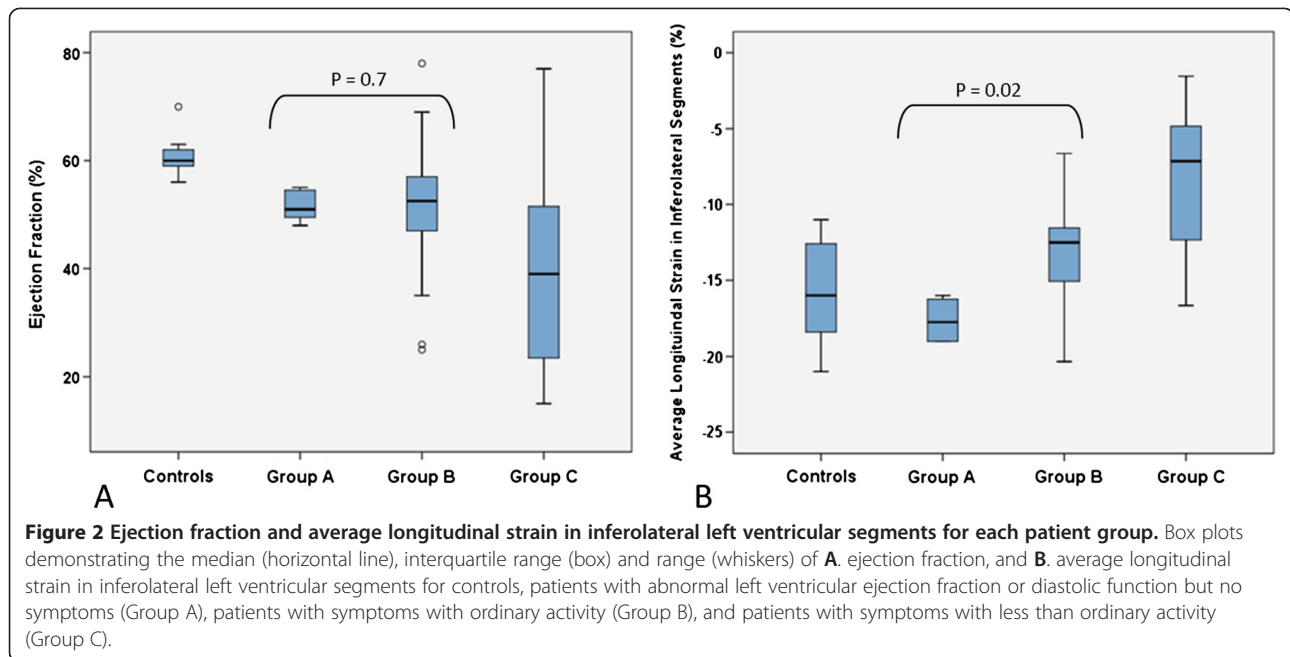 80
60
40
20
Ejection Fraction (%)
P = 0.7
Controls
Group A
Group B
Group C
A
0
-5
-10
-15
-20
-25
Average Longituindal Strain in Inferolateral Segments (%)
P = 0.02
Controls
Group A
Group B
Group C
B
Figure 2 Ejection fraction and average longitudinal strain in inferolateral left ventricular segments for each patient group. Box plots
demonstrating the median (horizontal line), interquartile range (box) and range (whiskers) of A. ejection fraction, and B. average longitudinal
strain in inferolateral left ventricular segments for controls, patients with abnormal left ventricular ejection fraction or diastolic function but no
symptoms (Group A), patients with symptoms with ordinary activity (Group B), and patients with symptoms with less than ordinary activity
(Group C).